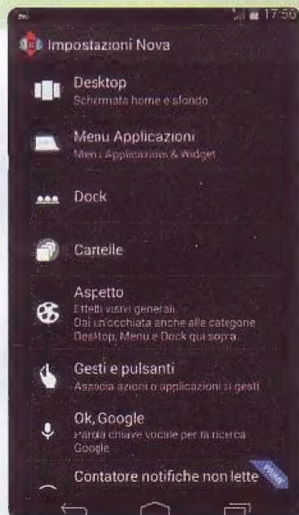 17:50
Impostazioni Nova
Desktop
Schermata home e sfondo
Menu Applicazioni
Menu Applicazioni & Widget
Dock
Cartelle
Aspetto
Effetti visivi generali.
Dai un'occhiata anche alle categorie
Desktop, Menu e Dock qui sopra.
Gesti e pulsanti
Associa azioni o applicazioni ai gesti
Ok, Google
Parola chiave vocale per la ricerca
Google
Contatore notifiche non lette
PRIME